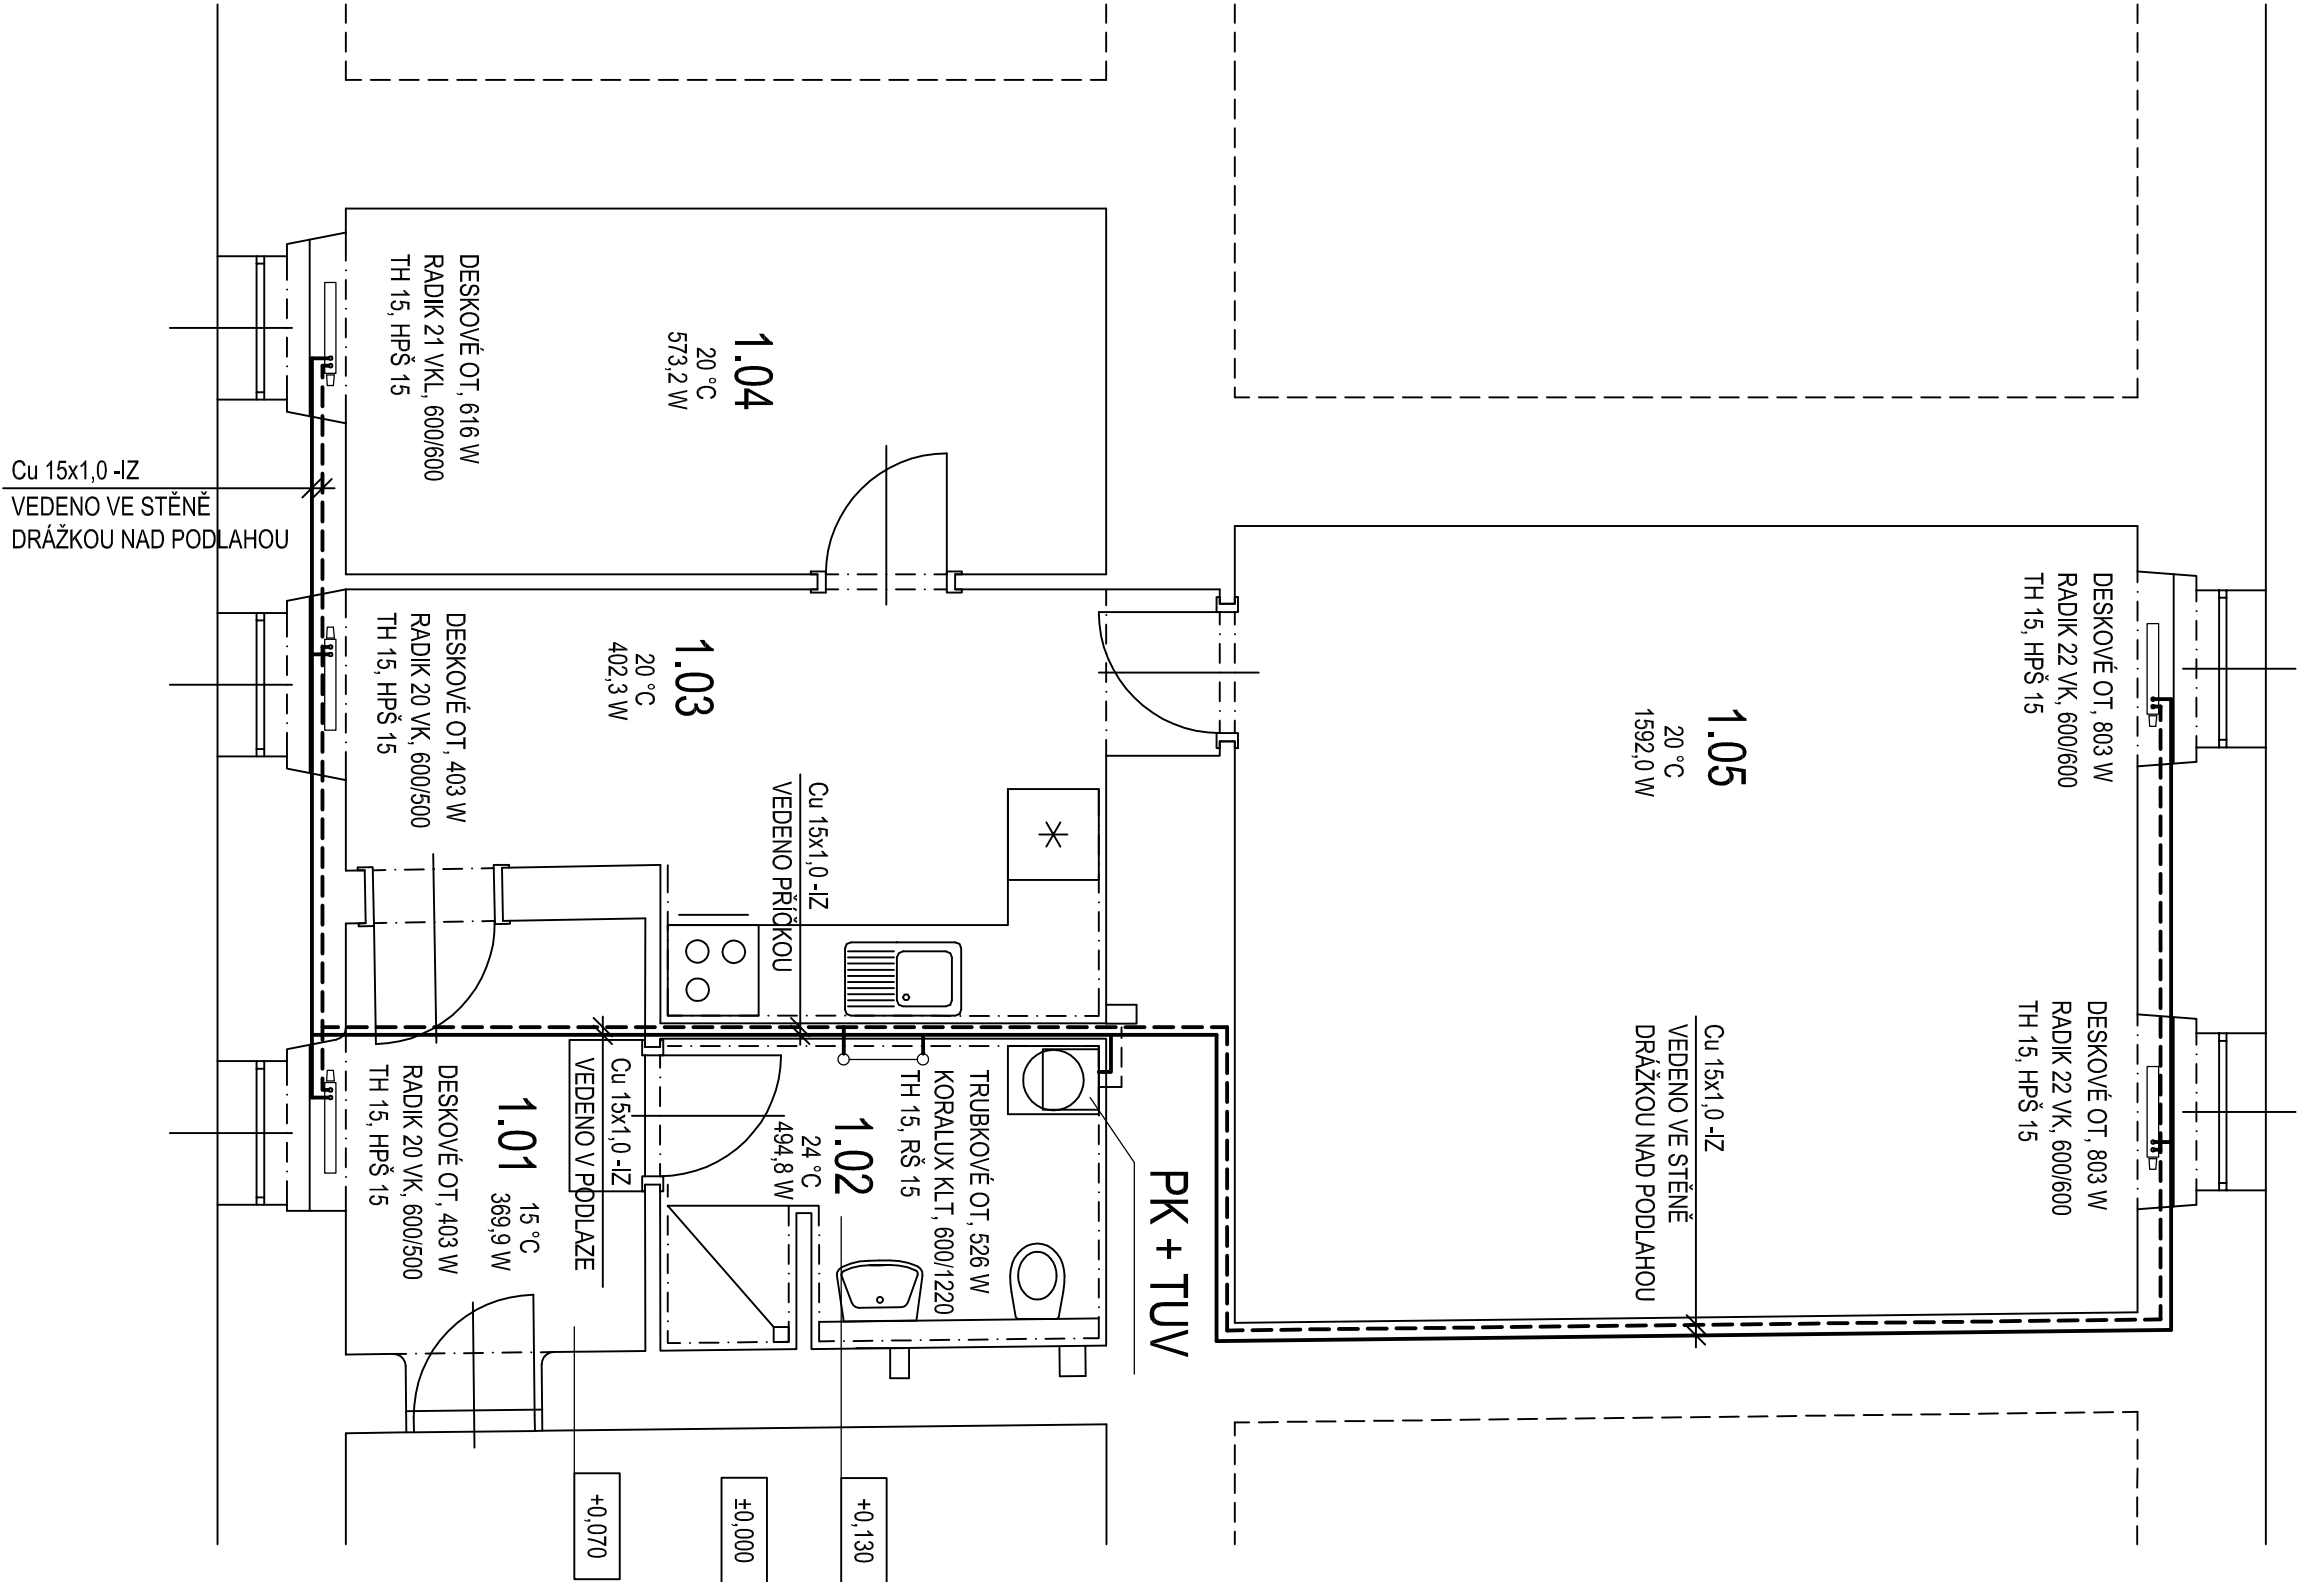 Cu 15x1,0 -IZ
VEDENO VE STĚNĚ
DRÁŽKOU NAD PODLAHOU
DESKOVÉ OT, 616 W
RADIK 21 VKL, 600/600
TH 15, HPŠ 15
1.04
20 °C
573,2 W
DESKOVÉ OT, 403 W
RADIK 20 VK, 600/500
TH 15, HPŠ 15
1.03
20 °C
402,3 W
Cu 15x1,0 -IZ
VEDENO PŘÍČKOU
1.05
20 °C
1592,0 W
DESKOVÉ OT, 803 W
RADIK 22 VK, 600/600
TH 15, HPŠ 15
DESKOVÉ OT, 803 W
RADIK 22 VK, 600/600
TH 15, HPŠ 15
Cu 15x1,0 -IZ
VEDENO VE STĚNĚ
DRÁŽKOU NAD PODLAHOU
DESKOVÉ OT, 403 W
RADIK 20 VK, 600/500
TH 15, HPŠ 15
1.01
15 °C
369,9 W
Cu 15x1,0 -IZ
VEDENO V PODLAZE
1.02
24 °C
494,8 W
TRUBKOVÉ OT, 526 W
KORALUX KLT, 600/1220
TH 15, RŠ 15
PK + TUV
+0,070
±0,000
+0,130